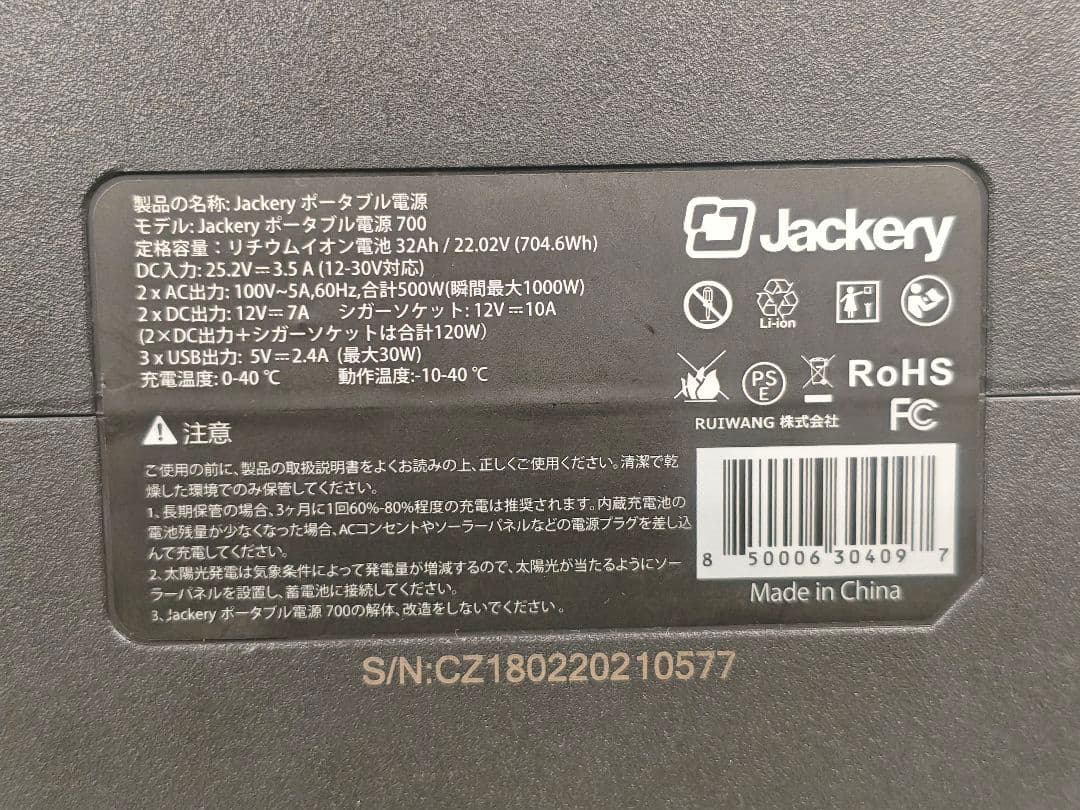 製品の名称: Jackery ポータブル電源
モデル: Jackery ポータブル電源 700
定格容量：リチウムイオン電池 32Ah / 22.02V (704.6Wh)
DC入力: 25.2V⎓3.5 A (12-30V対応)
2 x AC出力: 100V~5A,60Hz,合計500W(瞬間最大1000W)
2 x DC出力: 12V⎓7A シガーソケット: 12V⎓10A
(2×DC出力＋シガーソケットは合計120W)
3 x USB出力: 5V⎓2.4A (最大30W)
充電温度: 0-40 ℃ 動作温度:-10-40 ℃
Jackery
Li-ion
PS
E
RoHS
RUIWANG 株式会社
FC
注意
ご使用の前に、製品の取扱説明書をよくお読みの上、正しくご使用ください。清潔で乾
燥した環境でのみ保管してください。
1、長期保管の場合、3ヶ月に1回60%-80%程度の充電は推奨されます。内蔵充電池の
電池残量が少なくなった場合、ACコンセントやソーラーパネルなどの電源プラグを差し込
んで充電してください。
2、太陽光発電は気象条件によって発電量が増減するので、太陽光が当たるようにソー
ラーパネルを設置し、蓄電池に接続してください。
3、Jackery ポータブル電源 700の解体、改造をしないでください。
8 50006 30409 7
Made in China
S/N:CZ180220210577